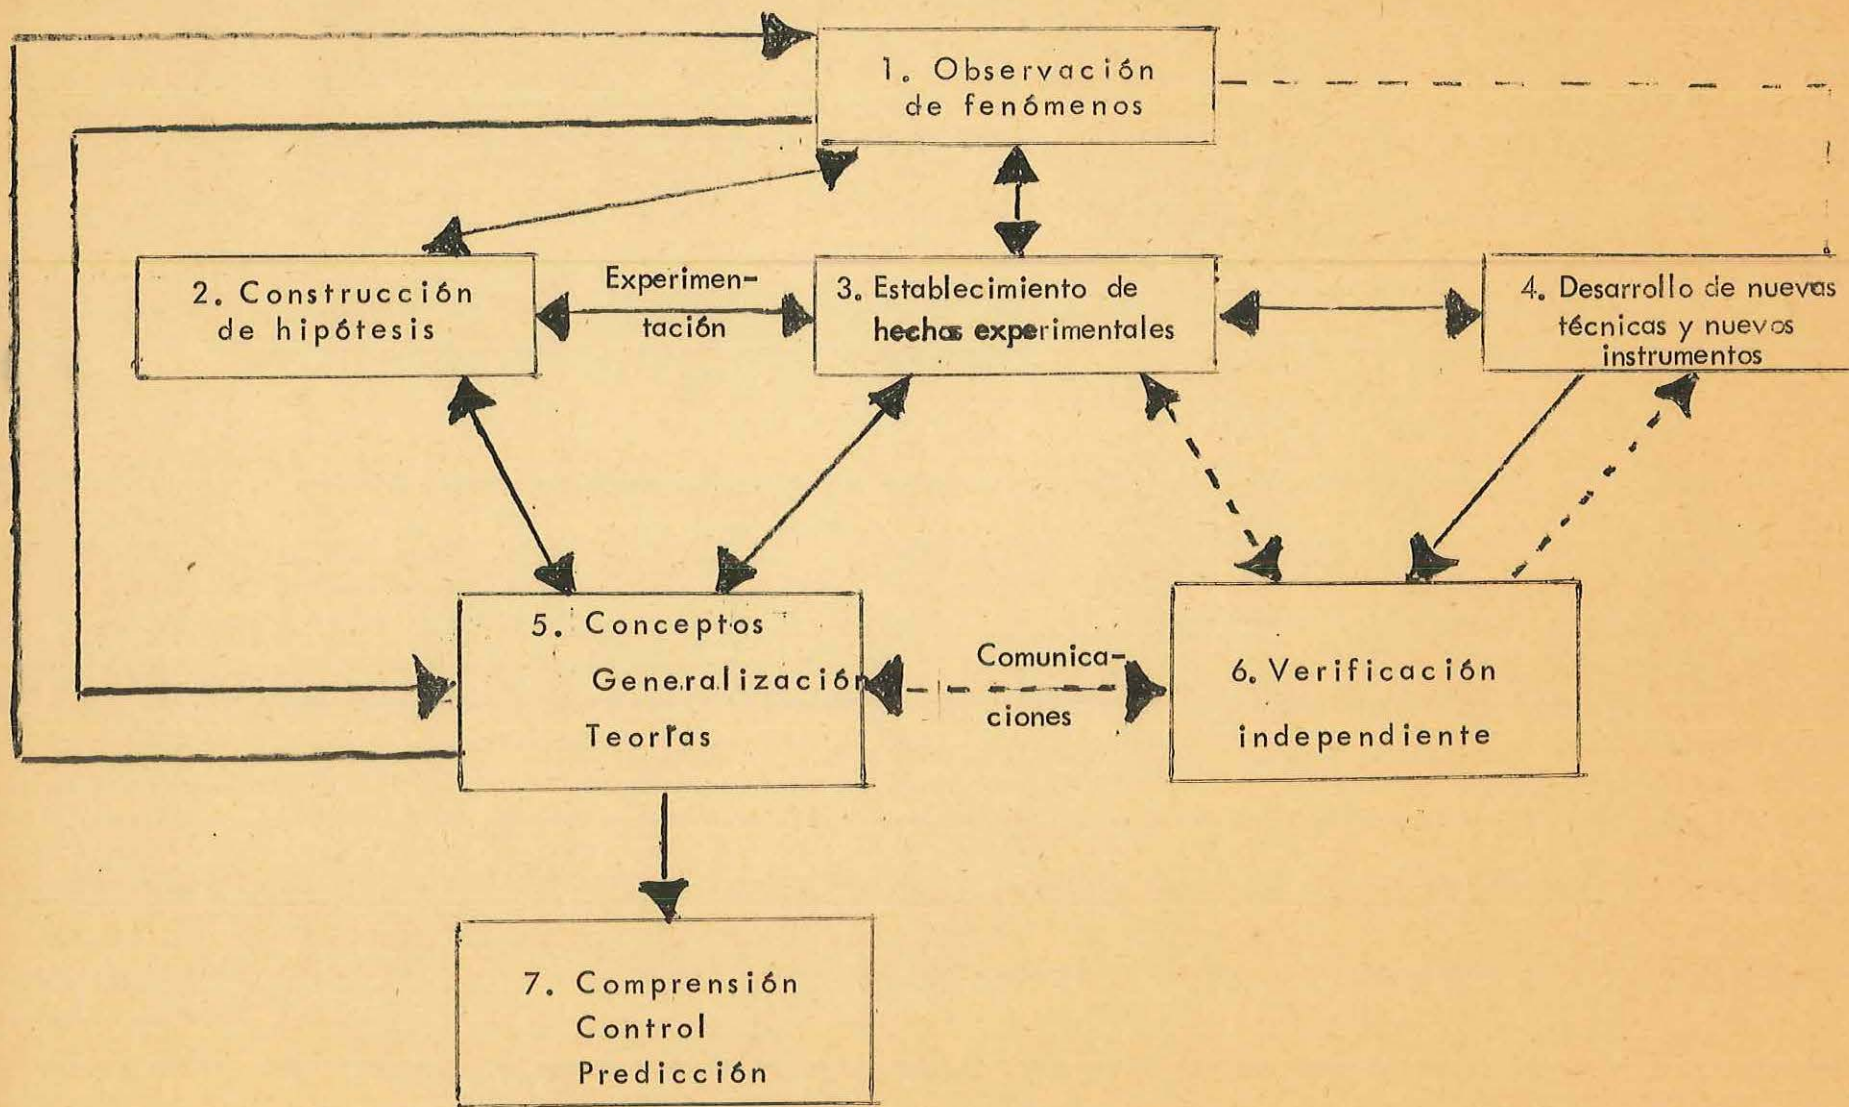 1. Observación
de fenómenos
2. Construcción
de hipótesis
Experimen-
tación
3. Establecimiento de
hechos experimentales
4. Desarrollo de nuevas
técnicas y nuevos
instrumentos
5. Conceptos
Generalización
Teorías
Comunica-
ciones
6. Verificación
independiente
7. Comprensión
Control
Predicción